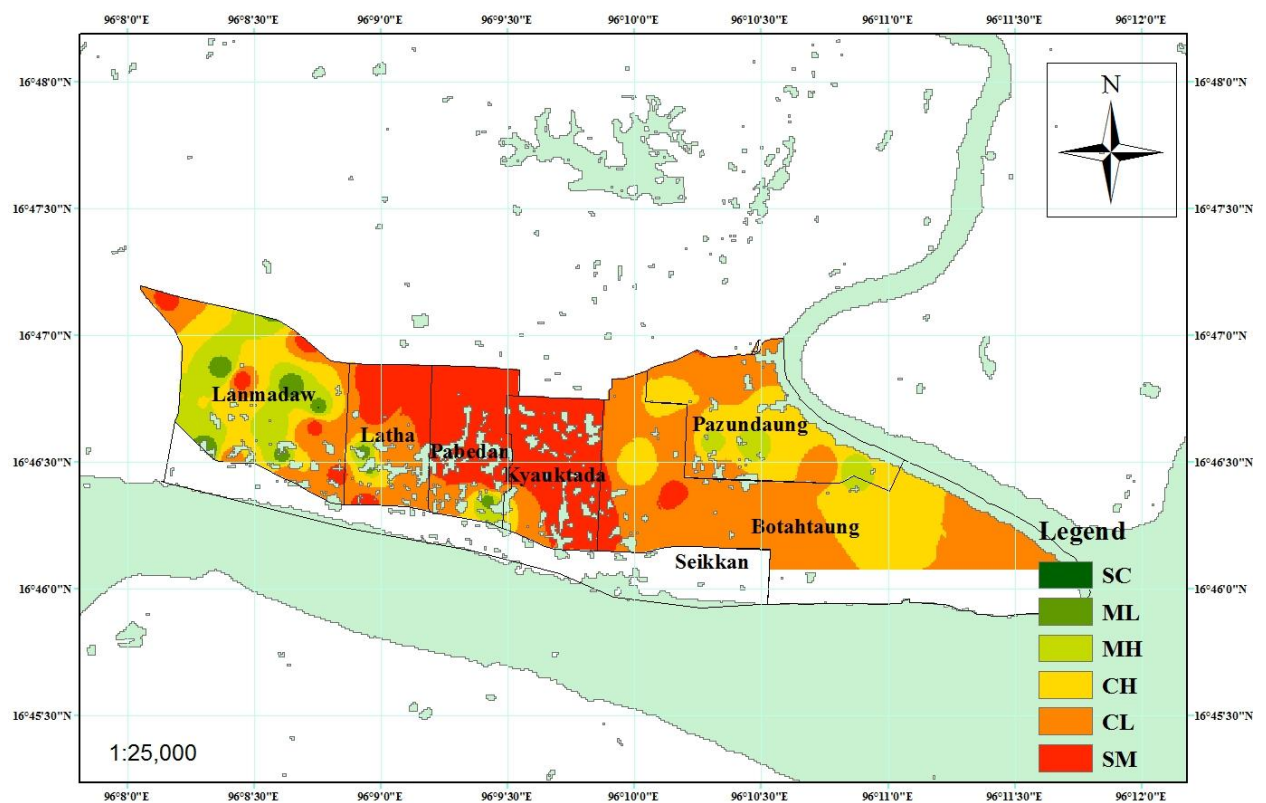 96°8'0"E 96°8'30"E 96°9'0"E 96°9'30"E 96°10'0"E 96°10'30"E 96°11'0"E 96°11'30"E 96°12'0"E
16°48'0"N 16°48'0"N
N
16°47'30"N 16°47'30"N
16°47'0"N 16°47'0"N
Lanmadaw
Pazundaung
Latha
Pabedan
16°46'30"N 16°46'30"N
Kyauktada
Botahtaung
Legend
Seikkan
SC
16°46'0"N 16°46'0"N
ML
MH
CH
16°45'30"N 16°45'30"N
CL
1:25,000
SM
96°8'0"E 96°8'30"E 96°9'0"E 96°9'30"E 96°10'0"E 96°10'30"E 96°11'0"E 96°11'30"E 96°12'0"E